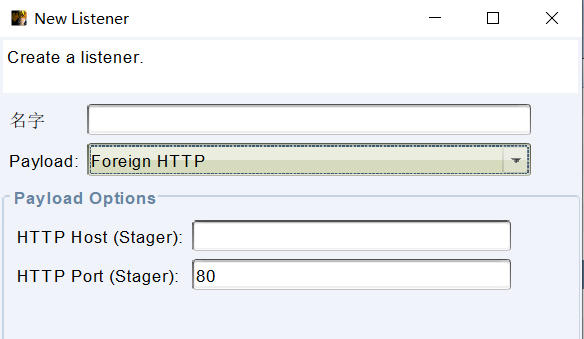 New Listener
Create a listener.
名字
Payload: Foreign HTTP
Payload Options
HTTP Host (Stager):
HTTP Port (Stager): 80